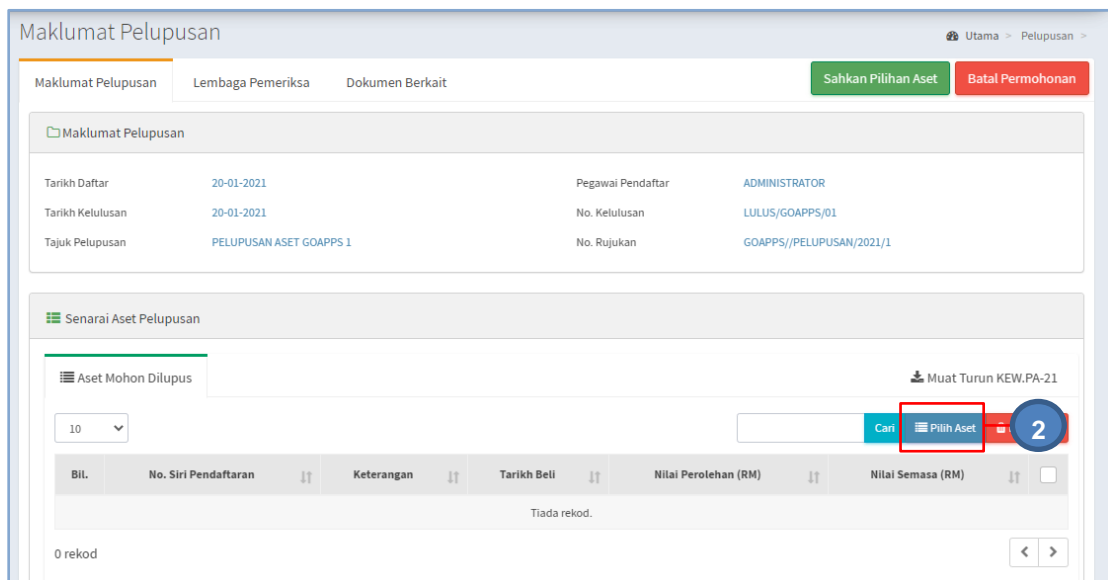 Maklumat Pelupusan
Utama > Pelupusan >
Maklumat Pelupusan Lembaga Pemeriksa Dokumen Berkait Sahkan Pilihan Aset Batal Permohonan
Maklumat Pelupusan
Tarikh Daftar 20-01-2021 Pegawai Pendaftar ADMINISTRATOR
Tarikh Kelulusan 20-01-2021 No. Kelulusan LULUS/GOAPPS/01
Tajuk Pelupusan PELUPUSAN ASET GOAPPS 1 No. Rujukan GOAPPS//PELUPUSAN/2021/1
Senarai Aset Pelupusan
Aset Mohon Dilupus Muat Turun KEW.PA-21
10 Cari Pilih Aset 2
Bil. No. Siri Pendaftaran Keterangan Tarikh Beli Nilai Perolehan (RM) Nilai Semasa (RM)
Tiada rekod.
0 rekod